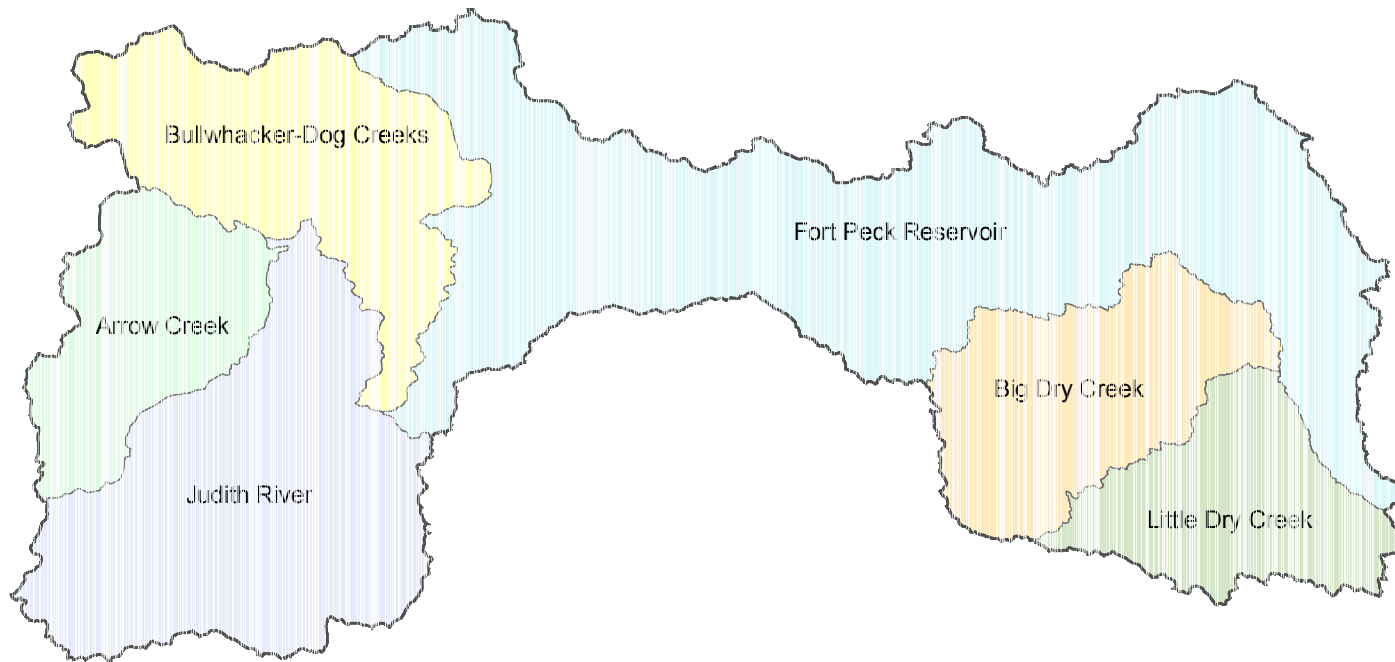 Bullwhacker-Dog Creeks
Fort Peck Reservoir
Arrow Creek
Big Dry Creek
Judith River
Little Dry Creek